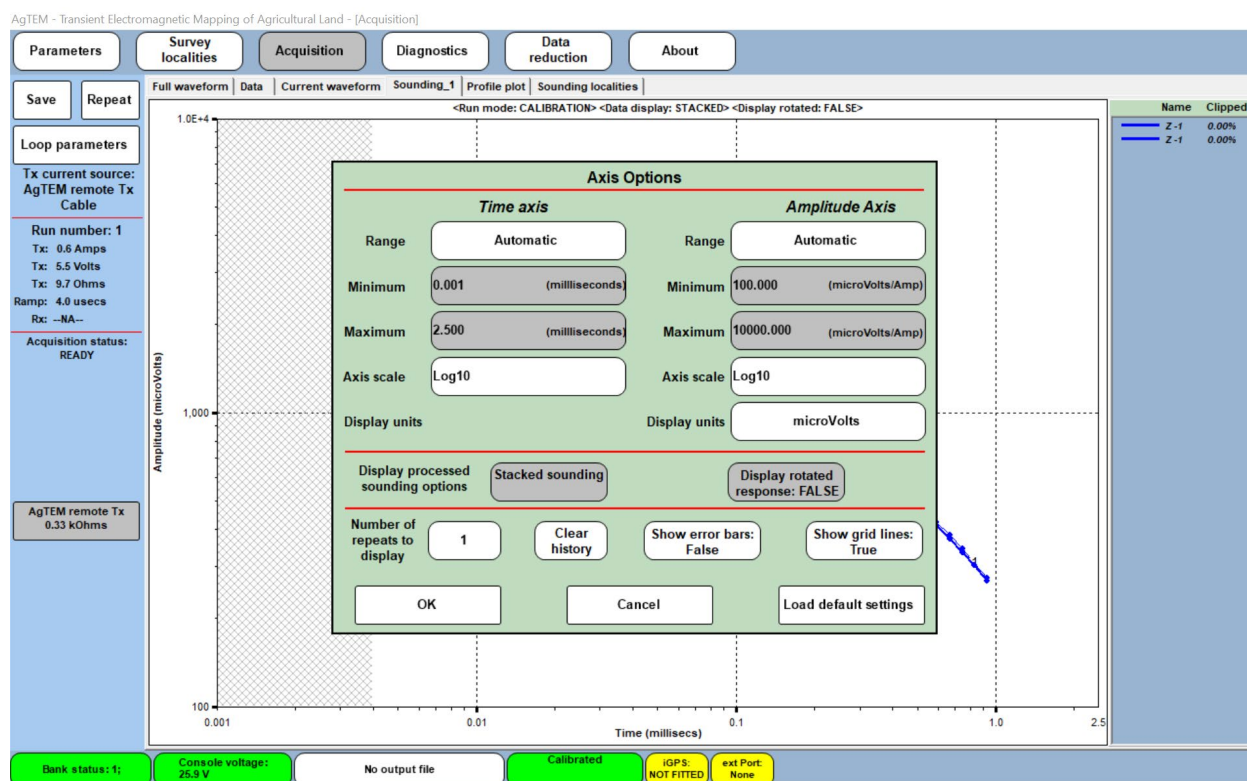 AgTEM - Transient Electromagnetic Mapping of Agricultural Land - [Acquisition]
Parameters
Survey
localities
Acquisition
Diagnostics
Data
reduction
About
Save
Repeat
Full waveform
Data
Current waveform
Sounding_1
Profile plot
Sounding localities
<Run mode: CALIBRATION> <Data display: STACKED> <Display rotated: FALSE>
Name Clipped
Z -1 0.00%
Z -1 0.00%
Loop parameters
Tx current source:
AgTEM remote Tx
Cable
Run number: 1
Tx: 0.6 Amps
Tx: 5.5 Volts
Tx: 9.7 Ohms
Ramp: 4.0 usecs
Rx: --NA--
Acquisition status:
READY
AgTEM remote Tx
0.33 kOhms
1.0E+4
1,000
100
Amplitude (microVolts)
Axis Options
Time axis
Amplitude Axis
Range Automatic
Range Automatic
Minimum 0.001 (millliseconds)
Minimum 100.000 (microVolts/Amp)
Maximum 2.500 (millliseconds)
Maximum 10000.000 (microVolts/Amp)
Axis scale Log10
Axis scale Log10
Display units
Display units microVolts
Display processed
sounding options
Stacked sounding
Display rotated
response: FALSE
Number of
repeats to
display
1
Clear
history
Show error bars:
False
Show grid lines:
True
OK
Cancel
Load default settings
1
0.001
0.01
0.1
1.0
2.5
Time (millisecs)
Bank status: 1;
Console voltage:
25.9 V
No output file
Calibrated
iGPS:
NOT FITTED
ext Port:
None